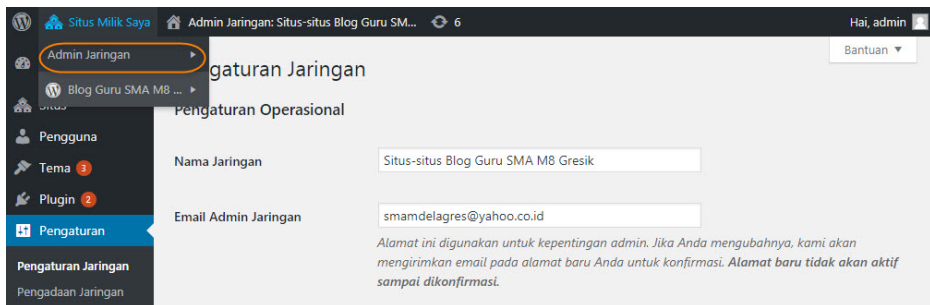 Situs Milik Saya Admin Jaringan: Situs-situs Blog Guru SM... 6 Hai, admin
Admin Jaringan
Blog Guru SMA M8 ...
Bantuan
gaturan Jaringan
Pengaturan Operasional
Pengguna
Tema 3
Plugin 2
Pengaturan
Pengaturan Jaringan
Pengadaan Jaringan
Nama Jaringan
Situs-situs Blog Guru SMA M8 Gresik
Email Admin Jaringan
smamdelagres@yahoo.co.id
Alamat ini digunakan untuk kepentingan admin. Jika Anda mengubahnya, kami akan
mengirimkan email pada alamat baru Anda untuk konfirmasi. Alamat baru tidak akan aktif
sampai dikonfirmasi.